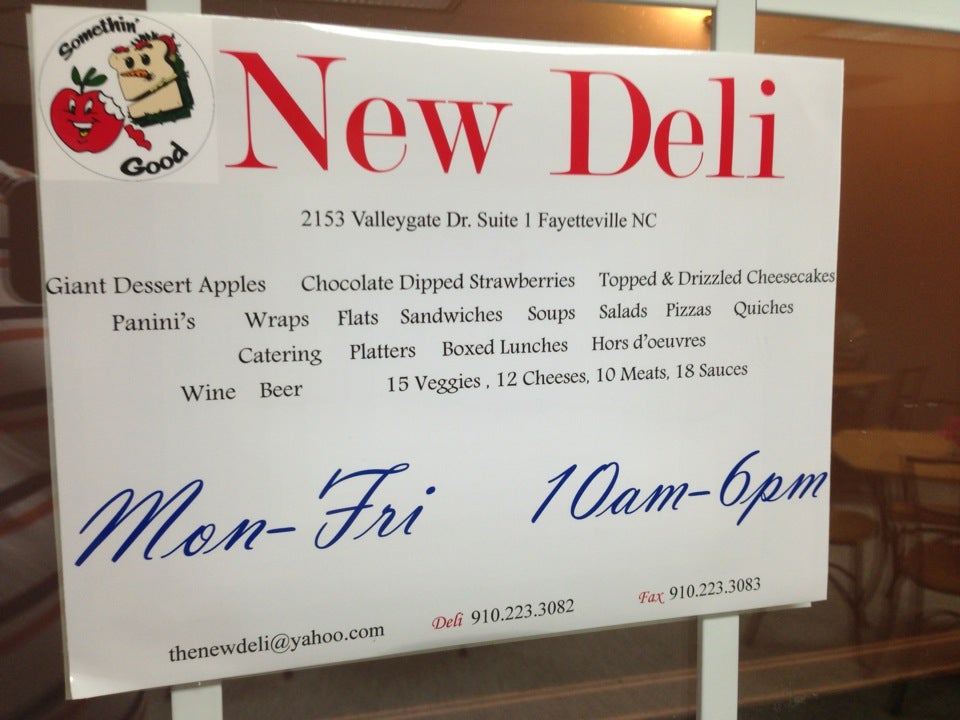 Somethin'
Good
New Deli
2153 Valleygate Dr. Suite 1 Fayetteville NC
Giant Dessert Apples Chocolate Dipped Strawberries Topped & Drizzled Cheesecakes
Panini's Wraps Flats Sandwiches Soups Salads Pizzas Quiches
Catering Platters Boxed Lunches Hors d'oeuvres
Wine Beer 15 Veggies , 12 Cheeses, 10 Meats, 18 Sauces
Mon-Fri 10am-6pm
thenewdeli@yahoo.com Deli 910.223.3082 Fax 910.223.3083